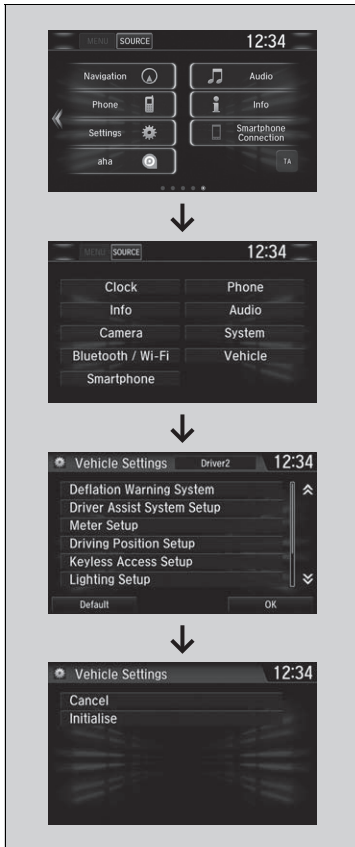 MENU SOURCE 12:34
Navigation Audio
Phone Info
Settings Smartphone Connection
aha TA
MENU SOURCE 12:34
Clock Phone
Info Audio
Camera System
Bluetooth / Wi-Fi Vehicle
Smartphone
Vehicle Settings Driver2 12:34
Deflation Warning System
Driver Assist System Setup
Meter Setup
Driving Position Setup
Keyless Access Setup
Lighting Setup
Default OK
Vehicle Settings 12:34
Cancel
Initialise